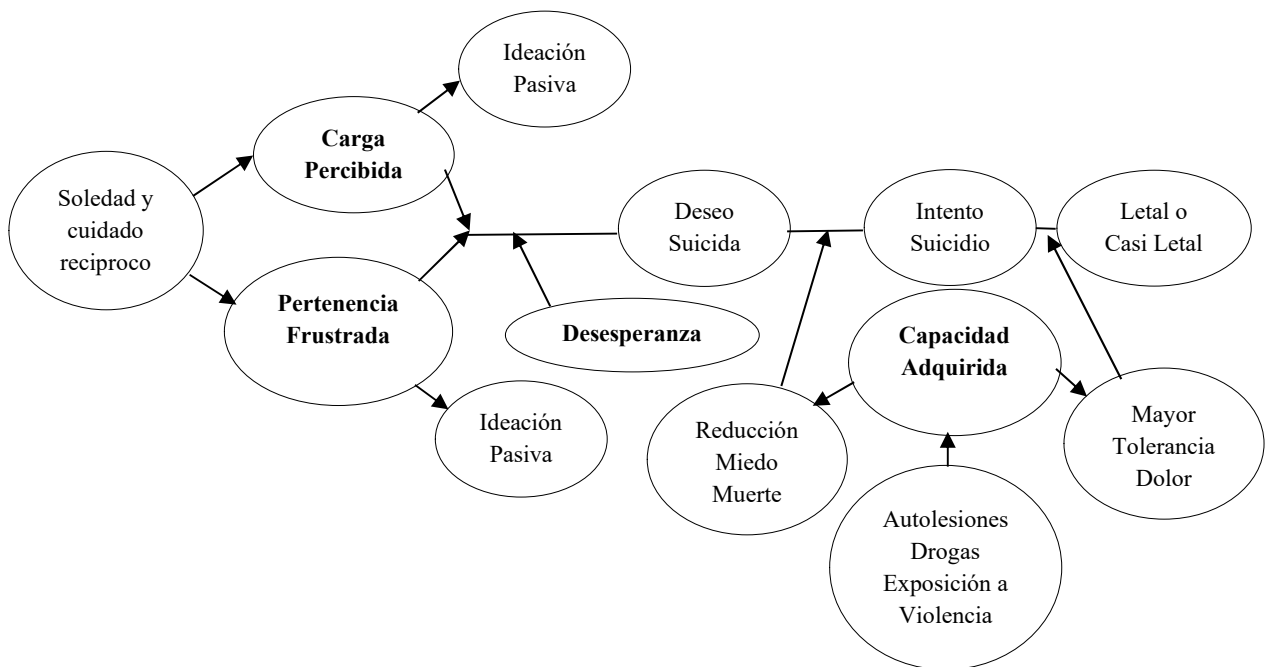 Ideación
Pasiva
Carga
Percibida
Soledad y
cuidado
reciproco
Deseo
Suicida
Intento
Suicidio
Letal o
Casi Letal
Pertenencia
Frustrada
Desesperanza
Capacidad
Adquirida
Ideación
Pasiva
Reducción
Miedo
Muerte
Mayor
Tolerancia
Dolor
Autolesiones
Drogas
Exposición a
Violencia